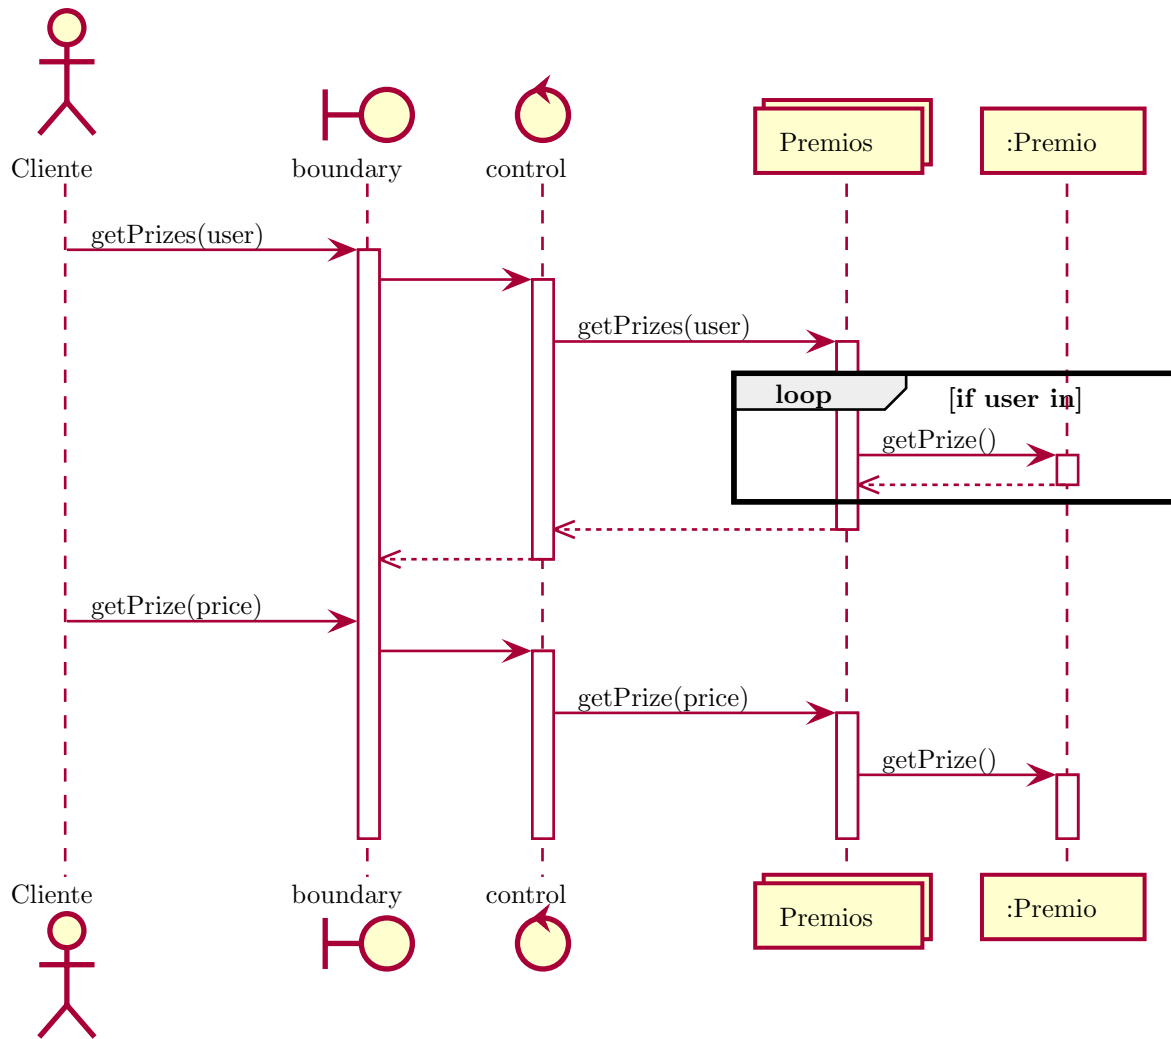 Cliente
boundary
control
Premios
:Premio
getPrizes(user)
getPrizes(user)
loop
[if user in]
getPrize()
getPrize(price)
getPrize(price)
getPrize()
Cliente
boundary
control
Premios
:Premio